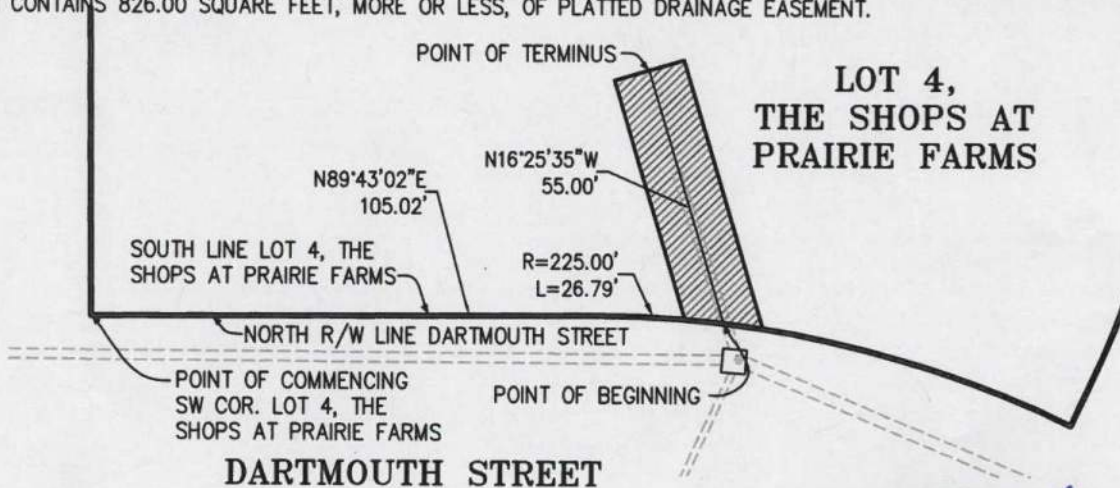 CONTAINS 826.00 SQUARE FEET, MORE OR LESS, OF PLATTED DRAINAGE EASEMENT.
POINT OF TERMINUS
LOT 4,
THE SHOPS AT
PRAIRIE FARMS
N89°43'02"E
105.02'
N16°25'35"W
55.00'
SOUTH LINE LOT 4, THE
SHOPS AT PRAIRIE FARMS
R=225.00'
L=26.79'
NORTH R/W LINE DARTMOUTH STREET
POINT OF COMMENCING
SW COR. LOT 4, THE
SHOPS AT PRAIRIE FARMS
POINT OF BEGINNING
DARTMOUTH STREET